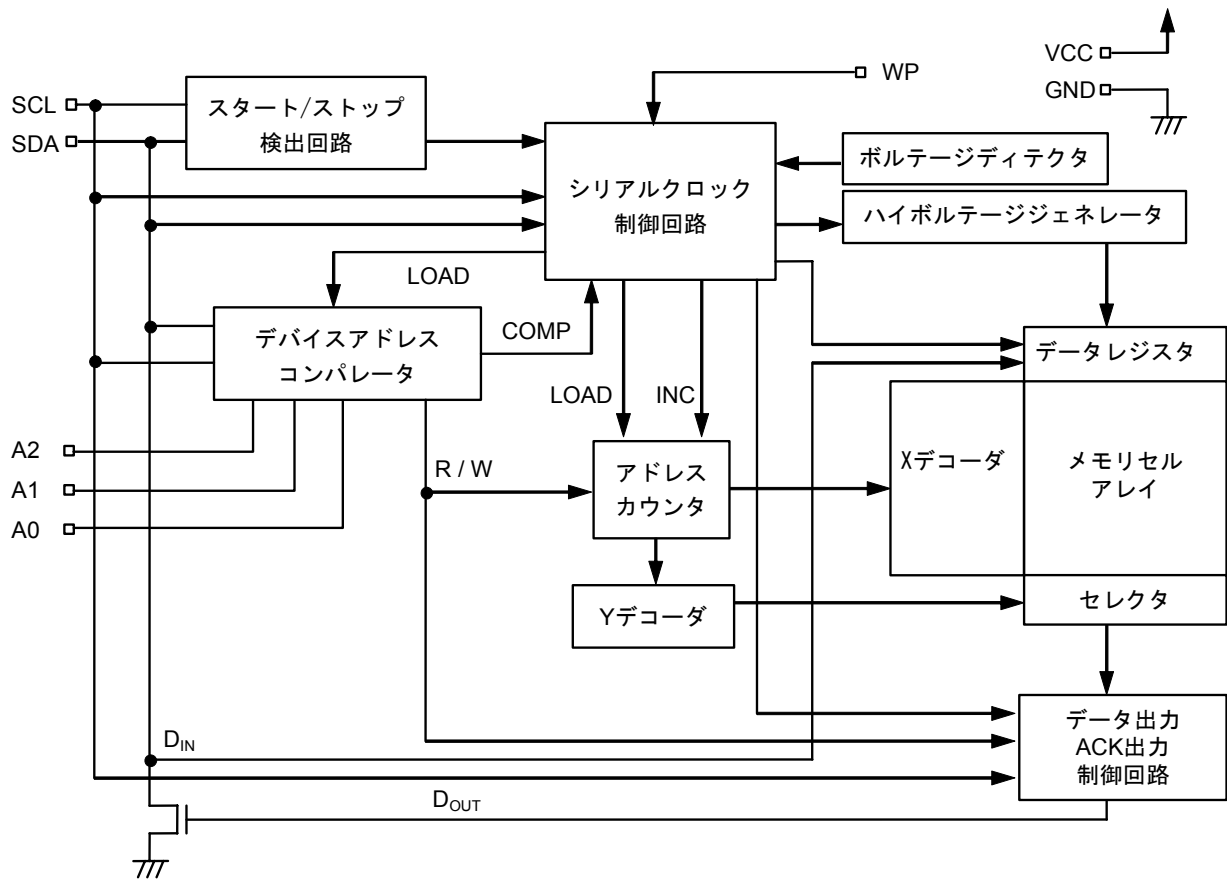 VCC
WP
GND
SCL
SDA
スタート/ストップ
検出回路
ボルテージディテクタ
シリアルクロック
制御回路
ハイボルテージジェネレータ
LOAD
デバイスアドレス
コンパレータ
COMP
データレジスタ
LOAD
INC
A2
A1
A0
R / W
アドレス
カウンタ
Xデコーダ
メモリセル
アレイ
Yデコーダ
セレクタ
データ出力
ACK出力
制御回路
DIN
DOUT